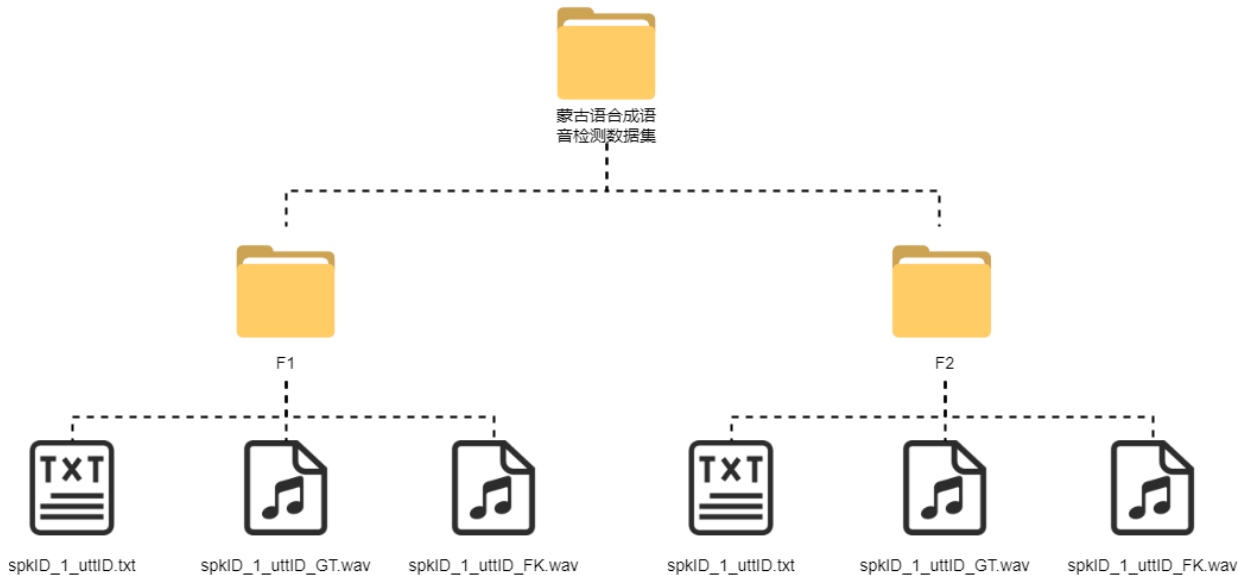 蒙古语合成语
音检测数据集
F1
F2
TXT
TXT
spkID_1_uttID.txt
spkID_1_uttID_GT.wav
spkID_1_uttID_FK.wav
spkID_1_uttID.txt
spkID_1_uttID_GT.wav
spkID_1_uttID_FK.wav